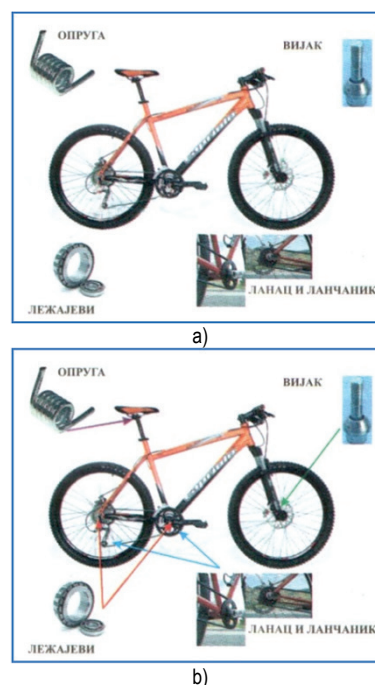 ОПРУГА
ВИЈАК
ЛЕЖАЈЕВИ
ЛАНАЦ И ЛАНЧАНИК
a)
ОПРУГА
ВИЈАК
ЛЕЖАЈЕВИ
ЛАНАЦ И ЛАНЧАНИК
b)